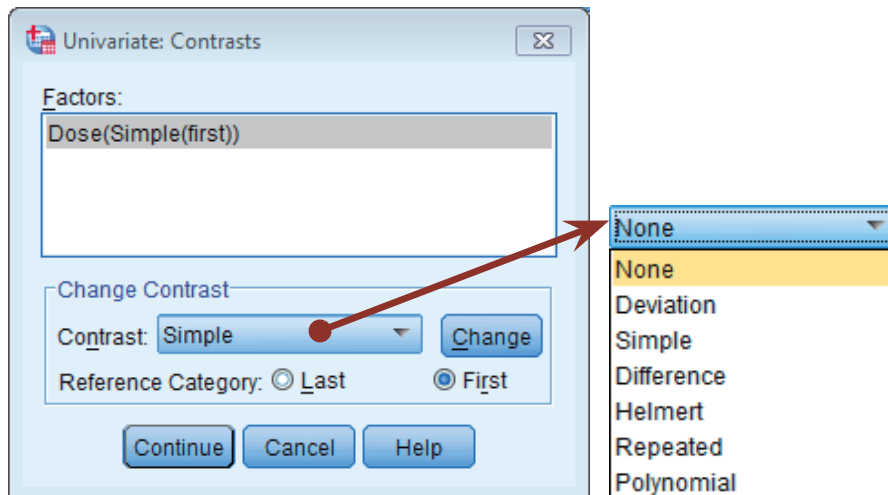 Univariate: Contrasts
Factors:
Dose(Simple(first))
Change Contrast
Contrast: Simple Change
Reference Category: Last First
Continue Cancel Help
None
None
Deviation
Simple
Difference
Helmert
Repeated
Polynomial